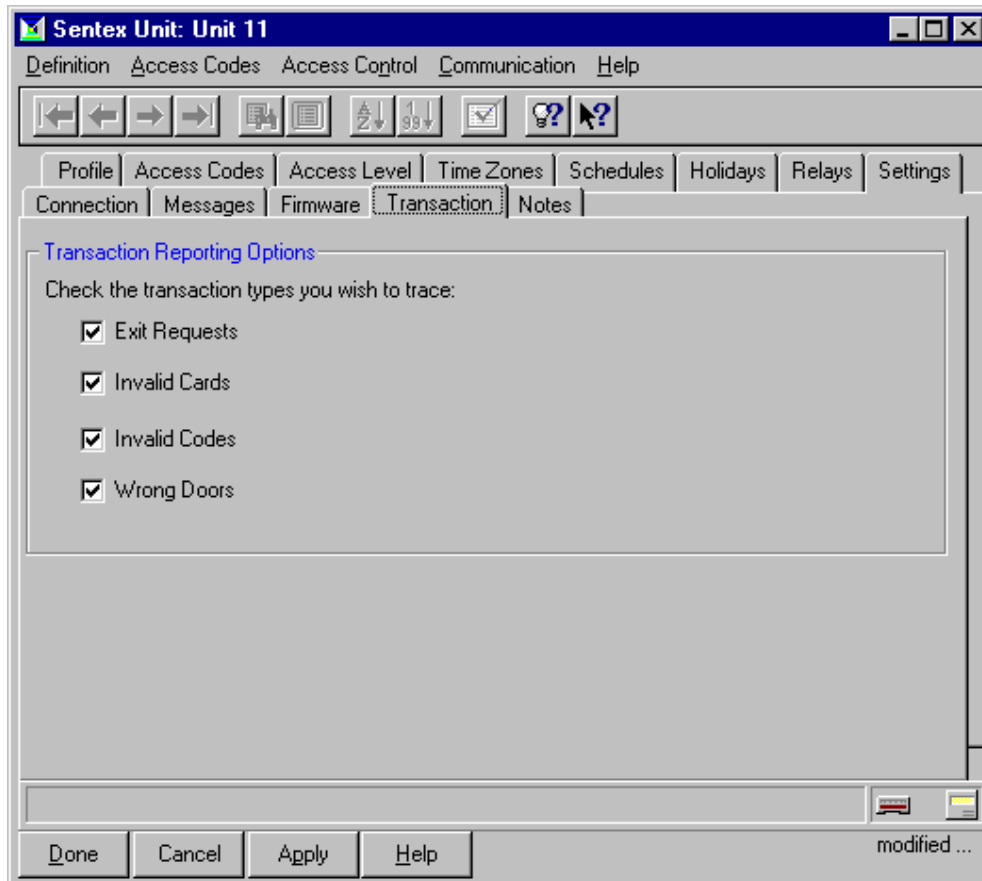 Sentex Unit: Unit 11
Definition Access Codes Access Control Communication Help
A Z 1 99 ? ?
Profile Access Codes Access Level Time Zones Schedules Holidays Relays Settings
Connection Messages Firmware Transaction Notes
Transaction Reporting Options
Check the transaction types you wish to trace:
Exit Requests
Invalid Cards
Invalid Codes
Wrong Doors
Done Cancel Apply Help modified ...